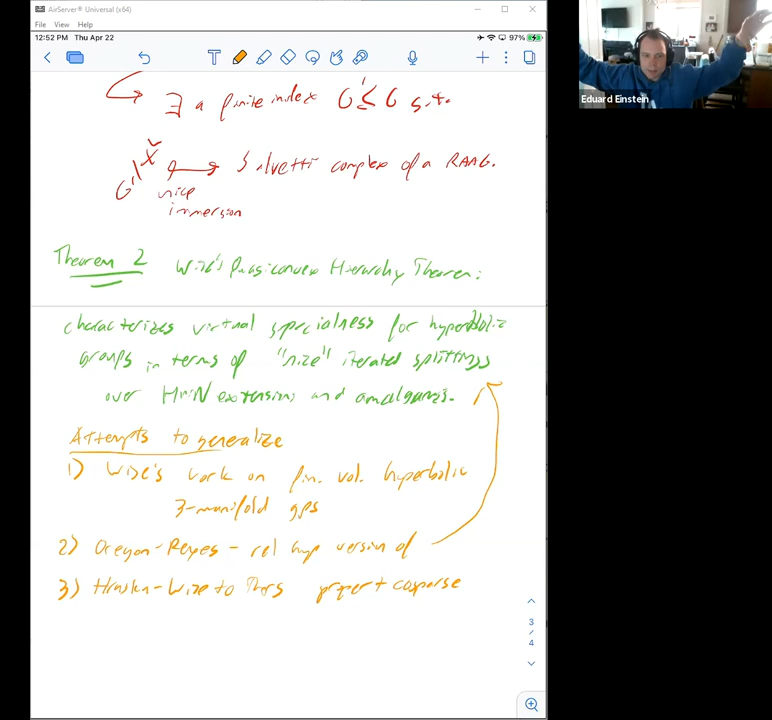 AirServer® Universal (x64)
File View Help
12:52 PM Thu Apr 22
97%
Eduard Einstein
∃ a finite index G' ≤ G s.t.
G'\X̃ Salvetti complex of a RAAG.
nice
immersion
Theorem 2 Wise's Quasiconvex Hierarchy Theorem:
characterizes virtual specialness for hyperbolic
groups in terms of "nice" iterated splittings
over HNN extensions and amalgams.
Attempts to generalize
1) Wise's work on fin. vol. hyperbolic
3-manifold gps
2) Oregon-Reyes - rel hyp version of
3) Hruska-Wise proper + cosparse
3
/
4